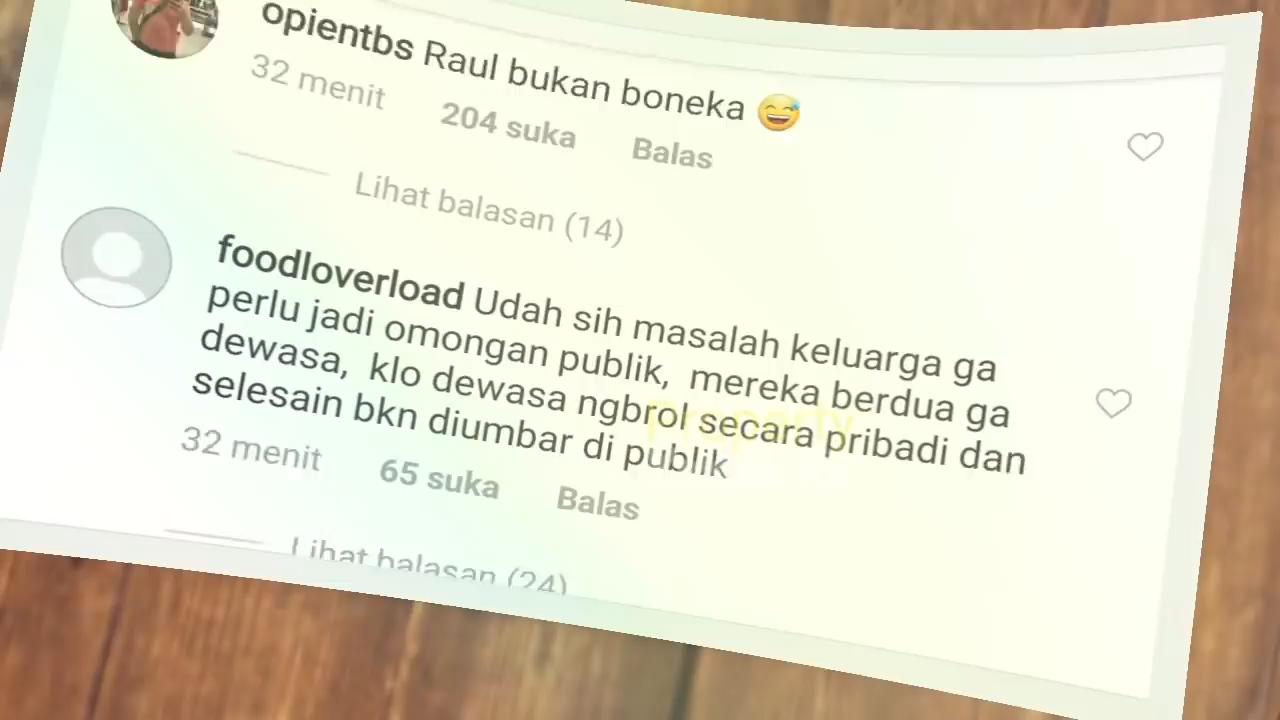 opientbs Raul bukan boneka 😅
32 menit 204 suka Balas
Lihat balasan (14)
foodloverload Udah sih masalah keluarga ga
perlu jadi omongan publik, mereka berdua ga
dewasa, klo dewasa ngbrol secara pribadi dan
selesain bkn diumbar di publik
Property
32 menit 65 suka Balas
Lihat balasan (24)